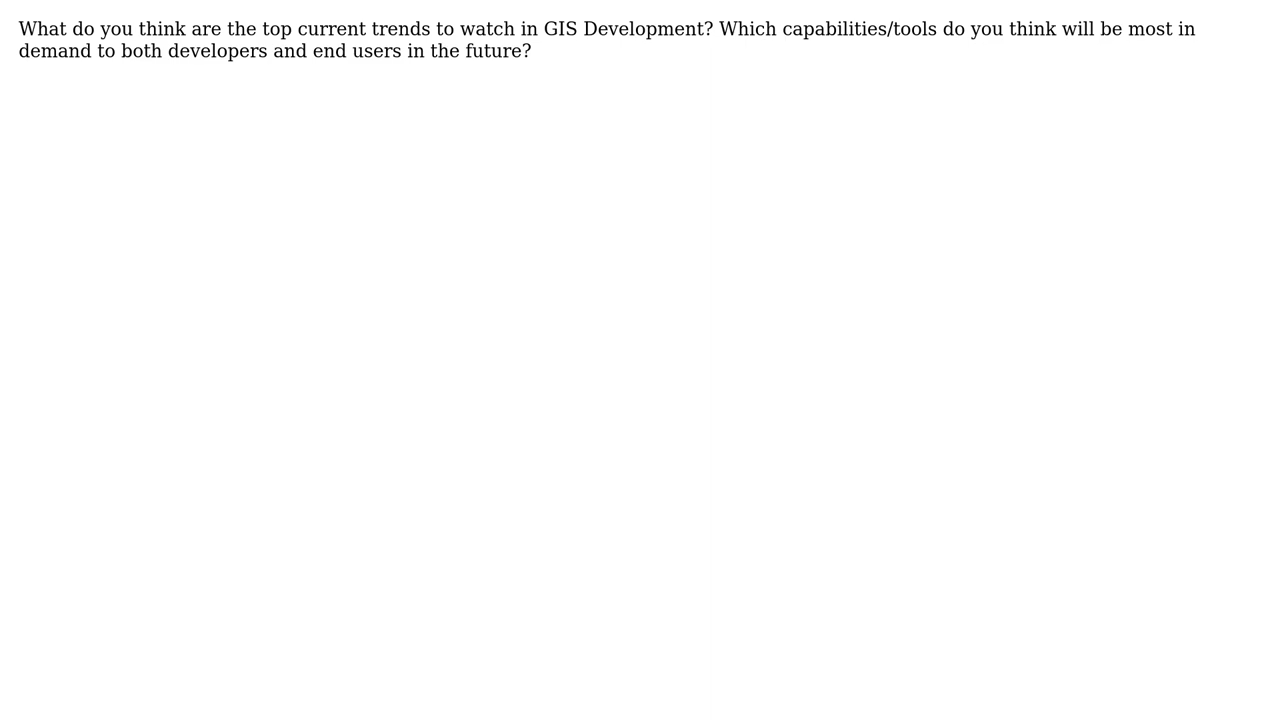 What do you think are the top current trends to watch in GIS Development? Which capabilities/tools do you think will be most in
demand to both developers and end users in the future?